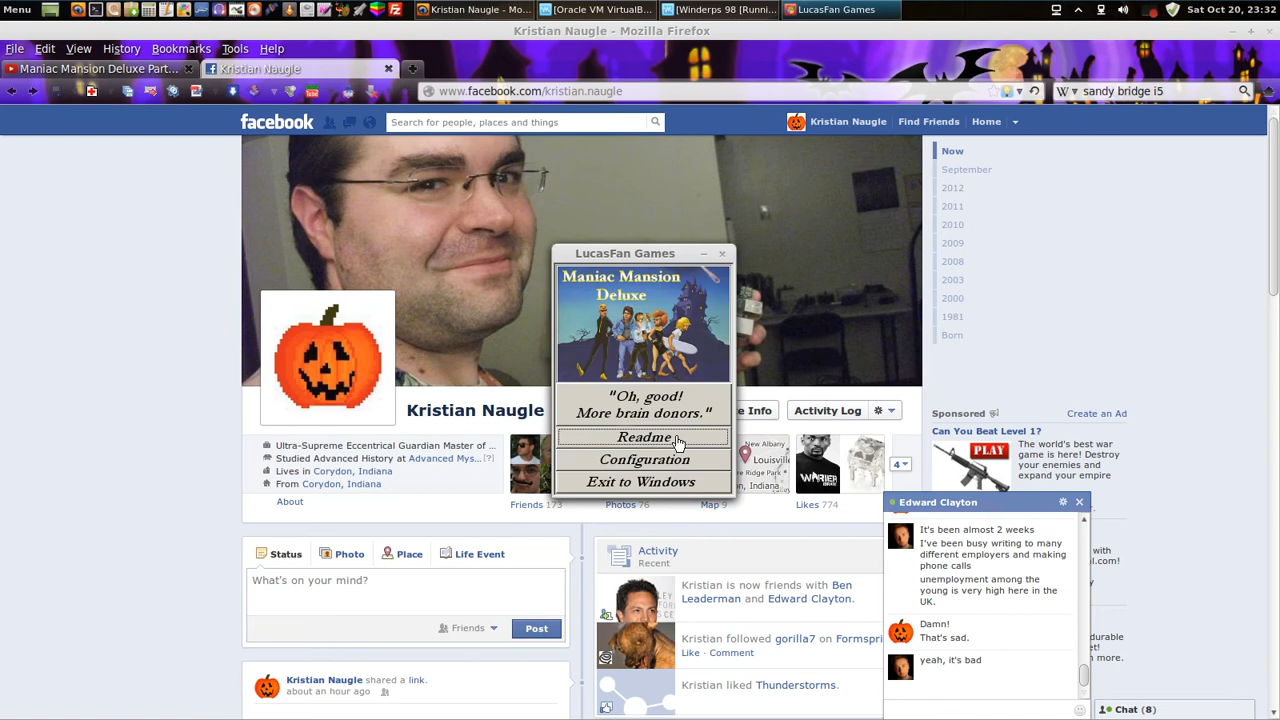 Menu
Kristian Naugle - Mo...
[Oracle VM VirtualB...
[Winderps 98 [Runni...
LucasFan Games
Sat Oct 20, 23:32
Kristian Naugle - Mozilla Firefox
File Edit View History Bookmarks Tools Help
Maniac Mansion Deluxe Part...
Kristian Naugle
www.facebook.com/kristian.naugle
sandy bridge i5
facebook
Search for people, places and things
Kristian Naugle
Find Friends
Home
Now
September
2012
2011
2010
2009
2008
2003
2000
1981
Born
LucasFan Games
Maniac Mansion
Deluxe
"Oh, good!
More brain donors."
Readme
Configuration
Exit to Windows
Kristian Naugle
e Info
Activity Log
Ultra-Supreme Eccentrical Guardian Master of ...
Studied Advanced History at Advanced Mys... [?]
Lives in Corydon, Indiana
From Corydon, Indiana
About
Friends 173
Photos 76
Map 9
Likes 774
New Albany
Louisvill
Ridge Park
Indiana
WARRIER
4
Sponsored
Create an Ad
Can You Beat Level 1?
PLAY
The world's best war
game is here! Destroy
your enemies and
expand your empire
Edward Clayton
It's been almost 2 weeks
I've been busy writing to many
different employers and making
phone calls
unemployment among the
young is very high here in the
UK.
Damn!
That's sad.
yeah, it's bad
Chat (8)
Status
Photo
Place
Life Event
What's on your mind?
Friends
Post
Kristian Naugle shared a link.
about an hour ago
Activity
Recent
Kristian is now friends with Ben
Leaderman and Edward Clayton.
Kristian followed gorilla7 on Formspri
Like · Comment
Kristian liked Thunderstorms.